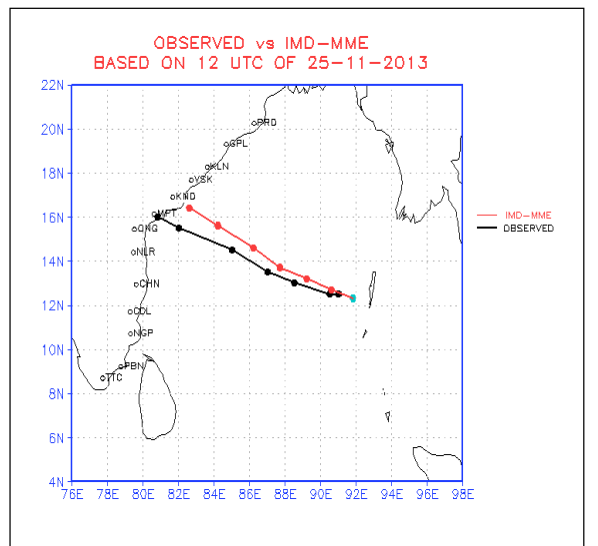 OBSERVED vs IMD-MME
BASED ON 12 UTC OF 25-11-2013
22N
20N
18N
16N
14N
12N
10N
8N
6N
4N
PRD
GPL
KLN
VSK
KND
MPT
ONG
NLR
CHN
CDL
NGP
PBN
TTC
IMD-MME
OBSERVED
76E 78E 80E 82E 84E 86E 88E 90E 92E 94E 96E 98E